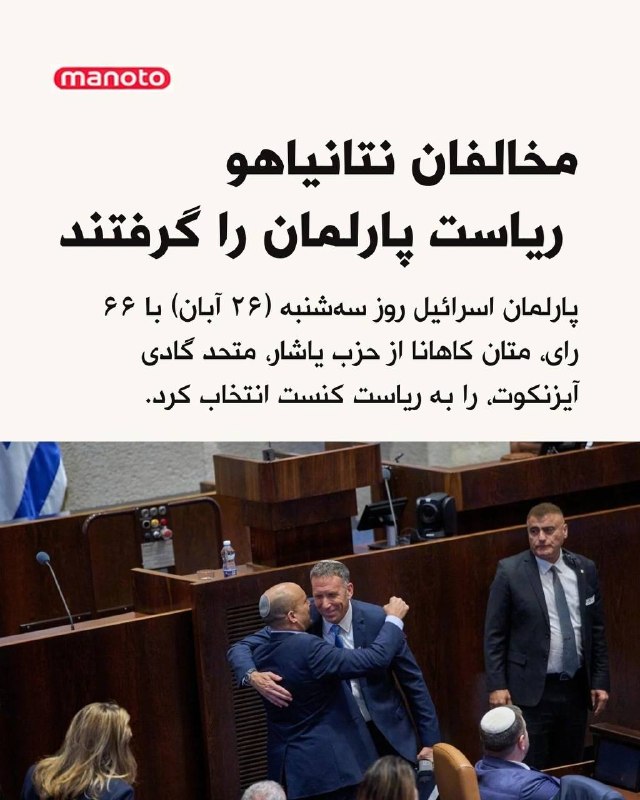 manoto
مخالفان نتانیاهو
ریاست پارلمان را گرفتند
پارلمان اسرائیل روز سه‌شنبه (۲۶ آبان) با ۶۶
رای، متان کاهانا از حزب یاشار، متحد گادی
آیزنکوت، را به ریاست کنست انتخاب کرد.